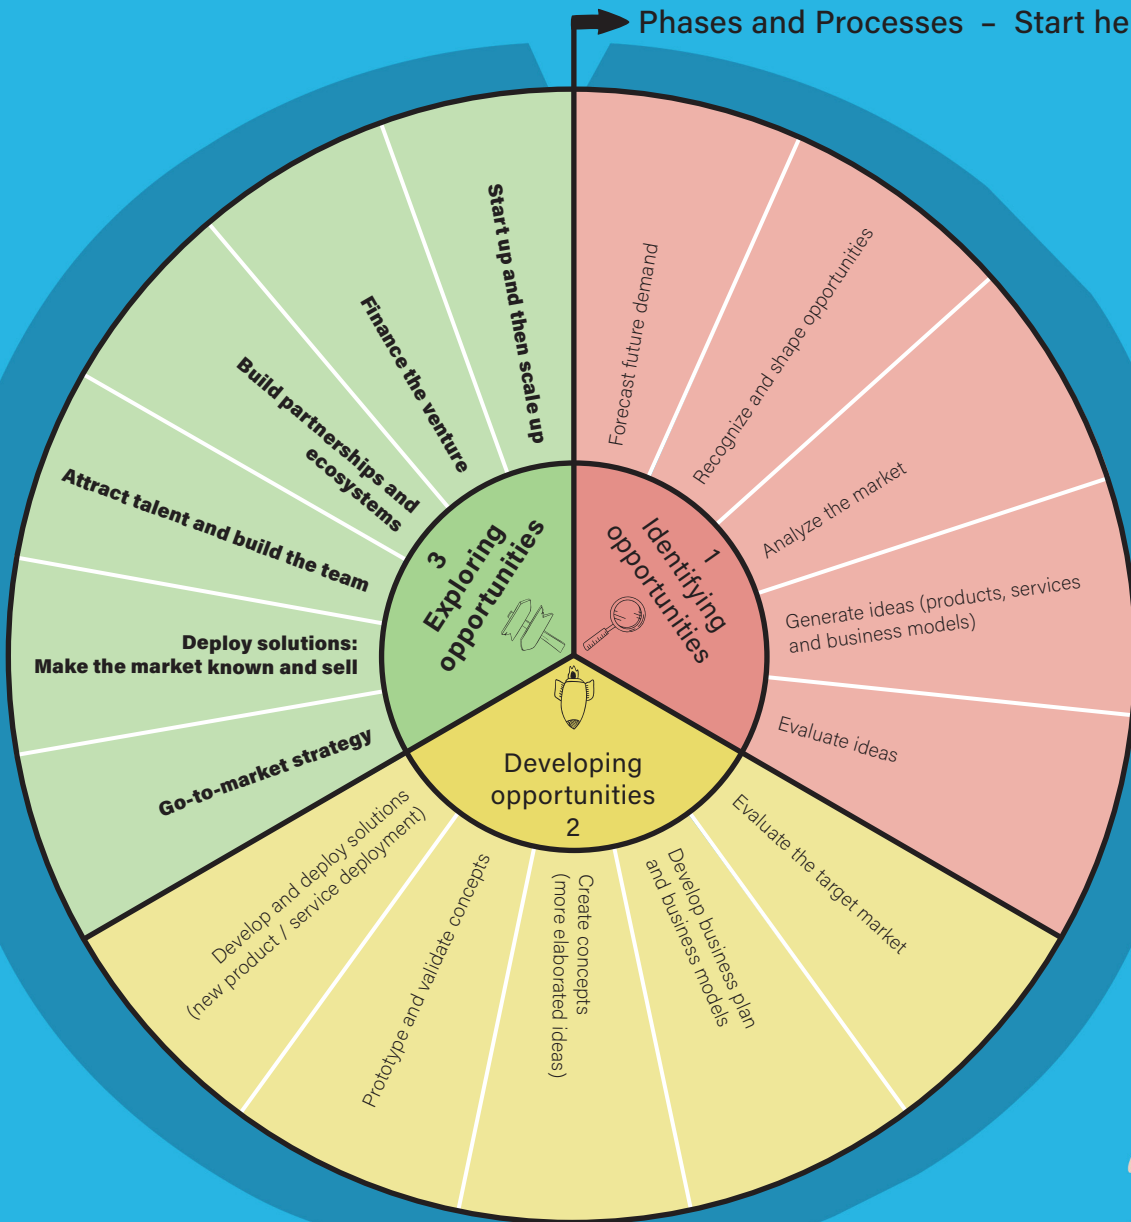 Phases and Processes – Start he
1
Identifying
opportunities
Forecast future demand
Recognize and shape opportunities
Analyze the market
Generate ideas (products, services
and business models)
Evaluate ideas
Developing
opportunities
2
Evaluate the target market
Develop business plan
and business models
Create concepts
(more elaborated ideas)
Prototype and validate concepts
Develop and deploy solutions
(new product / service deployment)
3
Exploring
opportunities
Go-to-market strategy
Deploy solutions:
Make the market known and sell
Attract talent and build the team
Build partnerships and
ecosystems
Finance the venture
Start up and then scale up